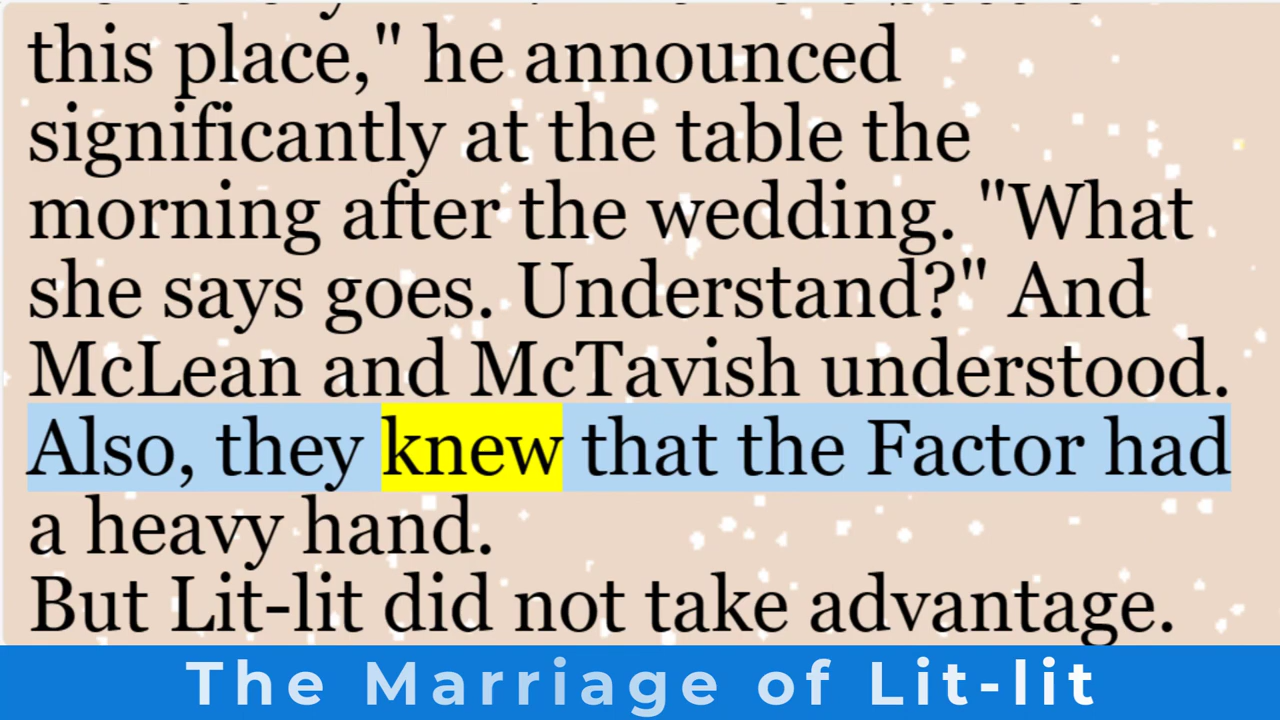 this place," he announced
significantly at the table the
morning after the wedding. "What
she says goes. Understand?" And
McLean and McTavish understood.
Also, they knew that the Factor had
a heavy hand.
But Lit-lit did not take advantage.
The Marriage of Lit-lit